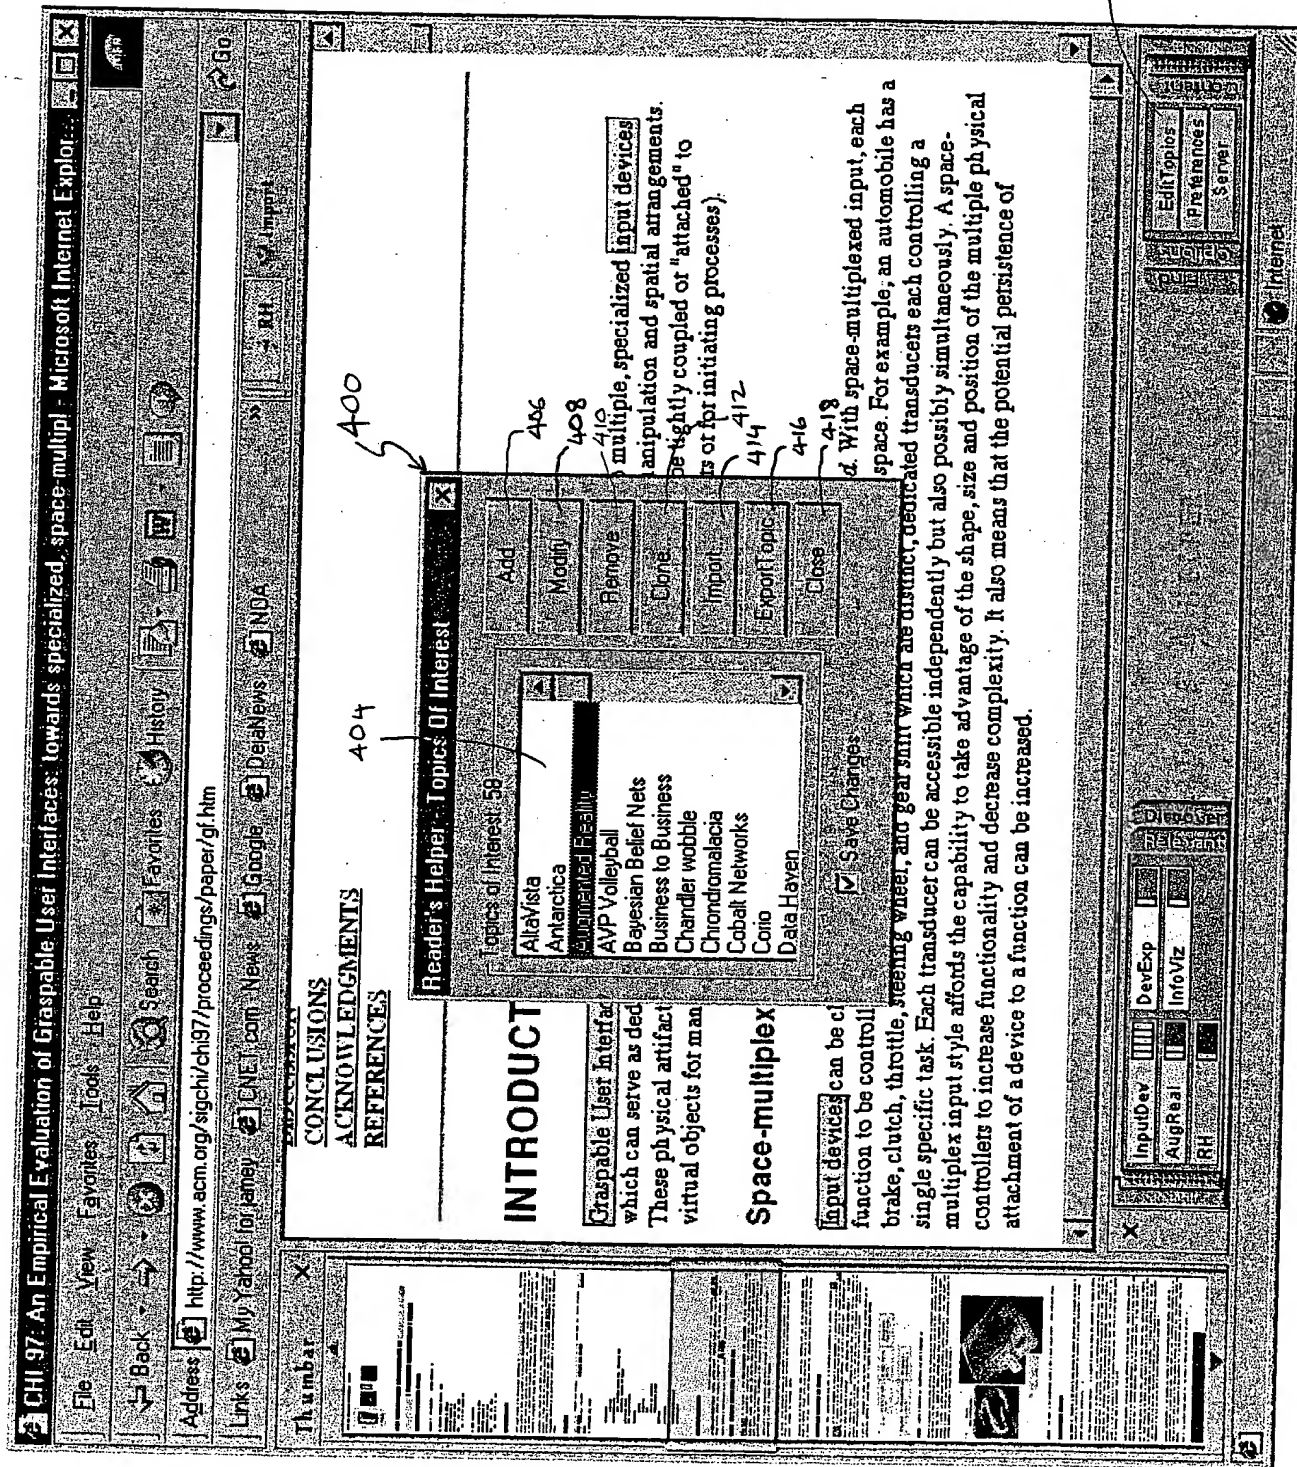 CHI 97: An Empirical Evaluation of Graspable User Interfaces: towards specialized, space-multipl - Microsoft Internet Explor...
File Edit View Favorites Tools Help
Back Search Favorites History
Address http://www.acm.org/sigchi/chi97/proceedings/paper/gf.htm Go
Links My Yahoo! for jamey CNET.com - News Google DejaNews NDA » → RH Import
Thumbar
CONCLUSIONS
ACKNOWLEDGMENTS
REFERENCES
404
400
INTRODUCT
Graspable User Interfac
which can serve as ded
These physical artifact
virtual objects for man
multiple, specialized input devices
anipulation and spatial arrangements.
be tightly coupled or "attached" to
rs or for initiating processes).
Space-multiplex
Input devices can be cl
function to be controll
d. With space-multiplexed input, each
space. For example, an automobile has a
brake, clutch, throttle, steering wheel, and gear shift which are distinct, dedicated transducers each controlling a
single specific task. Each transducer can be accessible independently but also possibly simultaneously. A space-
multiplex input style affords the capability to take advantage of the shape, size and position of the multiple physical
controllers to increase functionality and decrease complexity. It also means that the potential persistence of
attachment of a device to a function can be increased.
Reader's Helper: Topics Of Interest
Topics of Interest: 58
AltaVista
Antarctica
Augmented Reality
AVP Volleyball
Bayesian Belief Nets
Business to Business
Chandler wobble
Chondromalacia
Cobalt Networks
Corio
Data Haven
Save Changes
Add
Modify
Remove
Clone
Import
Export Topic
Close
406
408
410
412
414
416
418
InputDev DevExp
AugReal InfoViz
RH
Relevant
Discover
Edit Topics
Preferences
Server
Internet